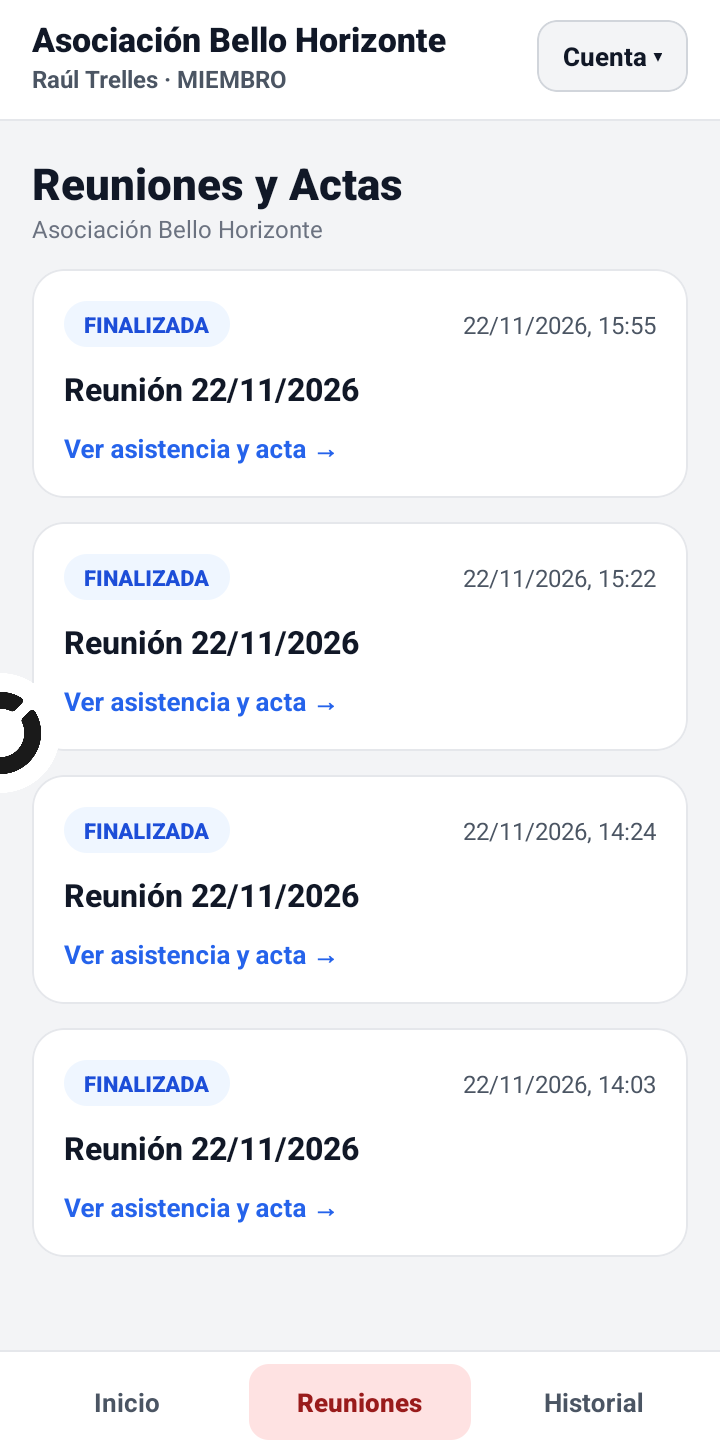 Asociación Bello Horizonte
Raúl Trelles · MIEMBRO
Cuenta ▾
Reuniones y Actas
Asociación Bello Horizonte
FINALIZADA 22/11/2026, 15:55
Reunión 22/11/2026
Ver asistencia y acta →
FINALIZADA 22/11/2026, 15:22
Reunión 22/11/2026
Ver asistencia y acta →
FINALIZADA 22/11/2026, 14:24
Reunión 22/11/2026
Ver asistencia y acta →
FINALIZADA 22/11/2026, 14:03
Reunión 22/11/2026
Ver asistencia y acta →
Inicio Reuniones Historial